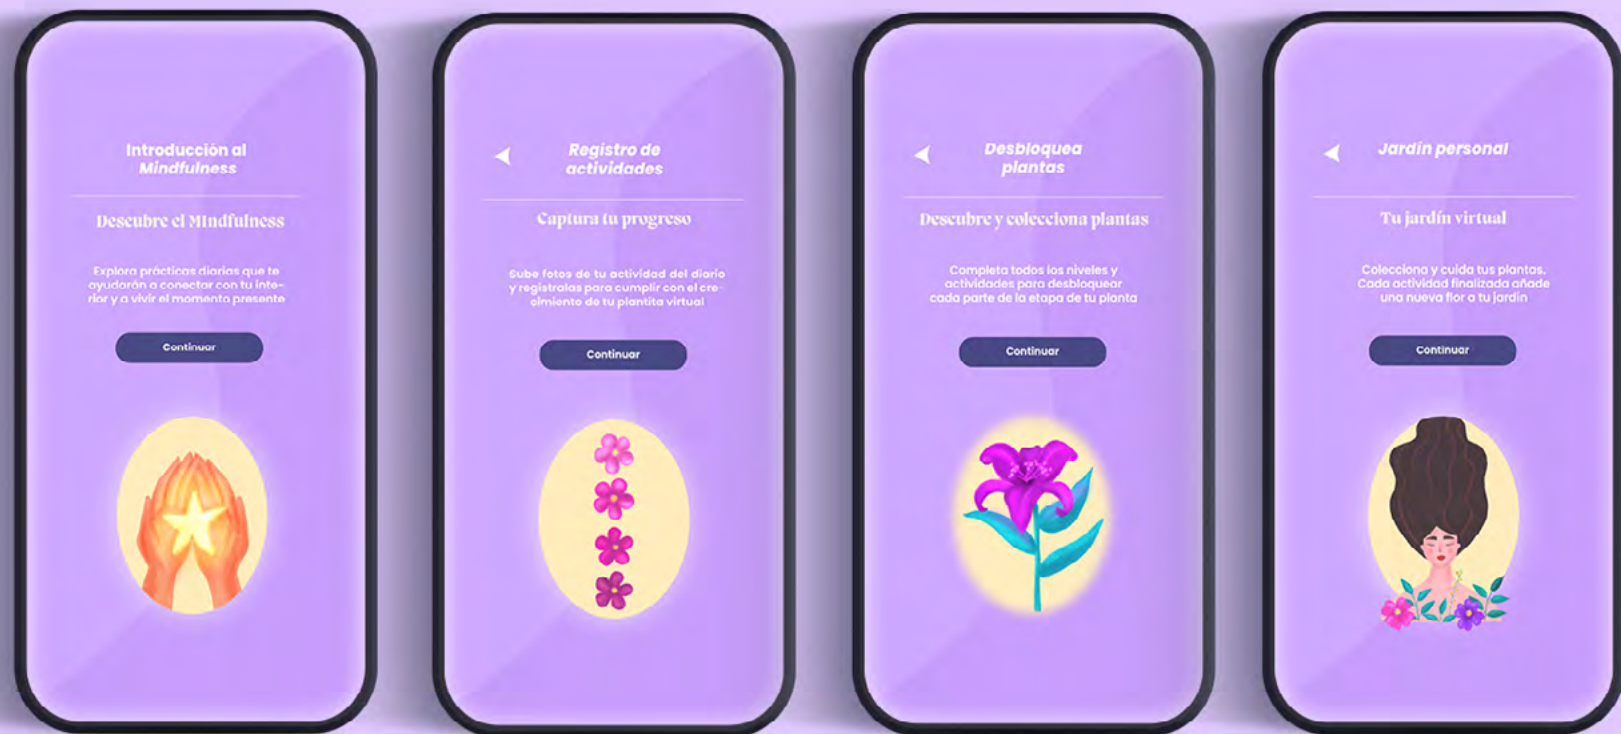 Introducción al
Mindfulness
Descubre el MIndfulness
Explora prácticas diarias que te
ayudarán a conectar con tu inte-
rior y a vivir el momento presente
Continuar
Registro de
actividades
Captura tu progreso
Sube fotos de tu actividad del diario
y registralas para cumplir con el cre-
cimiento de tu plantita virtual
Continuar
Desbloquea
plantas
Descubre y colecciona plantas
Completa todos los niveles y
actividades para desbloquear
cada parte de la etapa de tu planta
Continuar
Jardín personal
Tu jardín virtual
Colecciona y cuida tus plantas.
Cada actividad finalizada añade
una nueva flor a tu jardín
Continuar